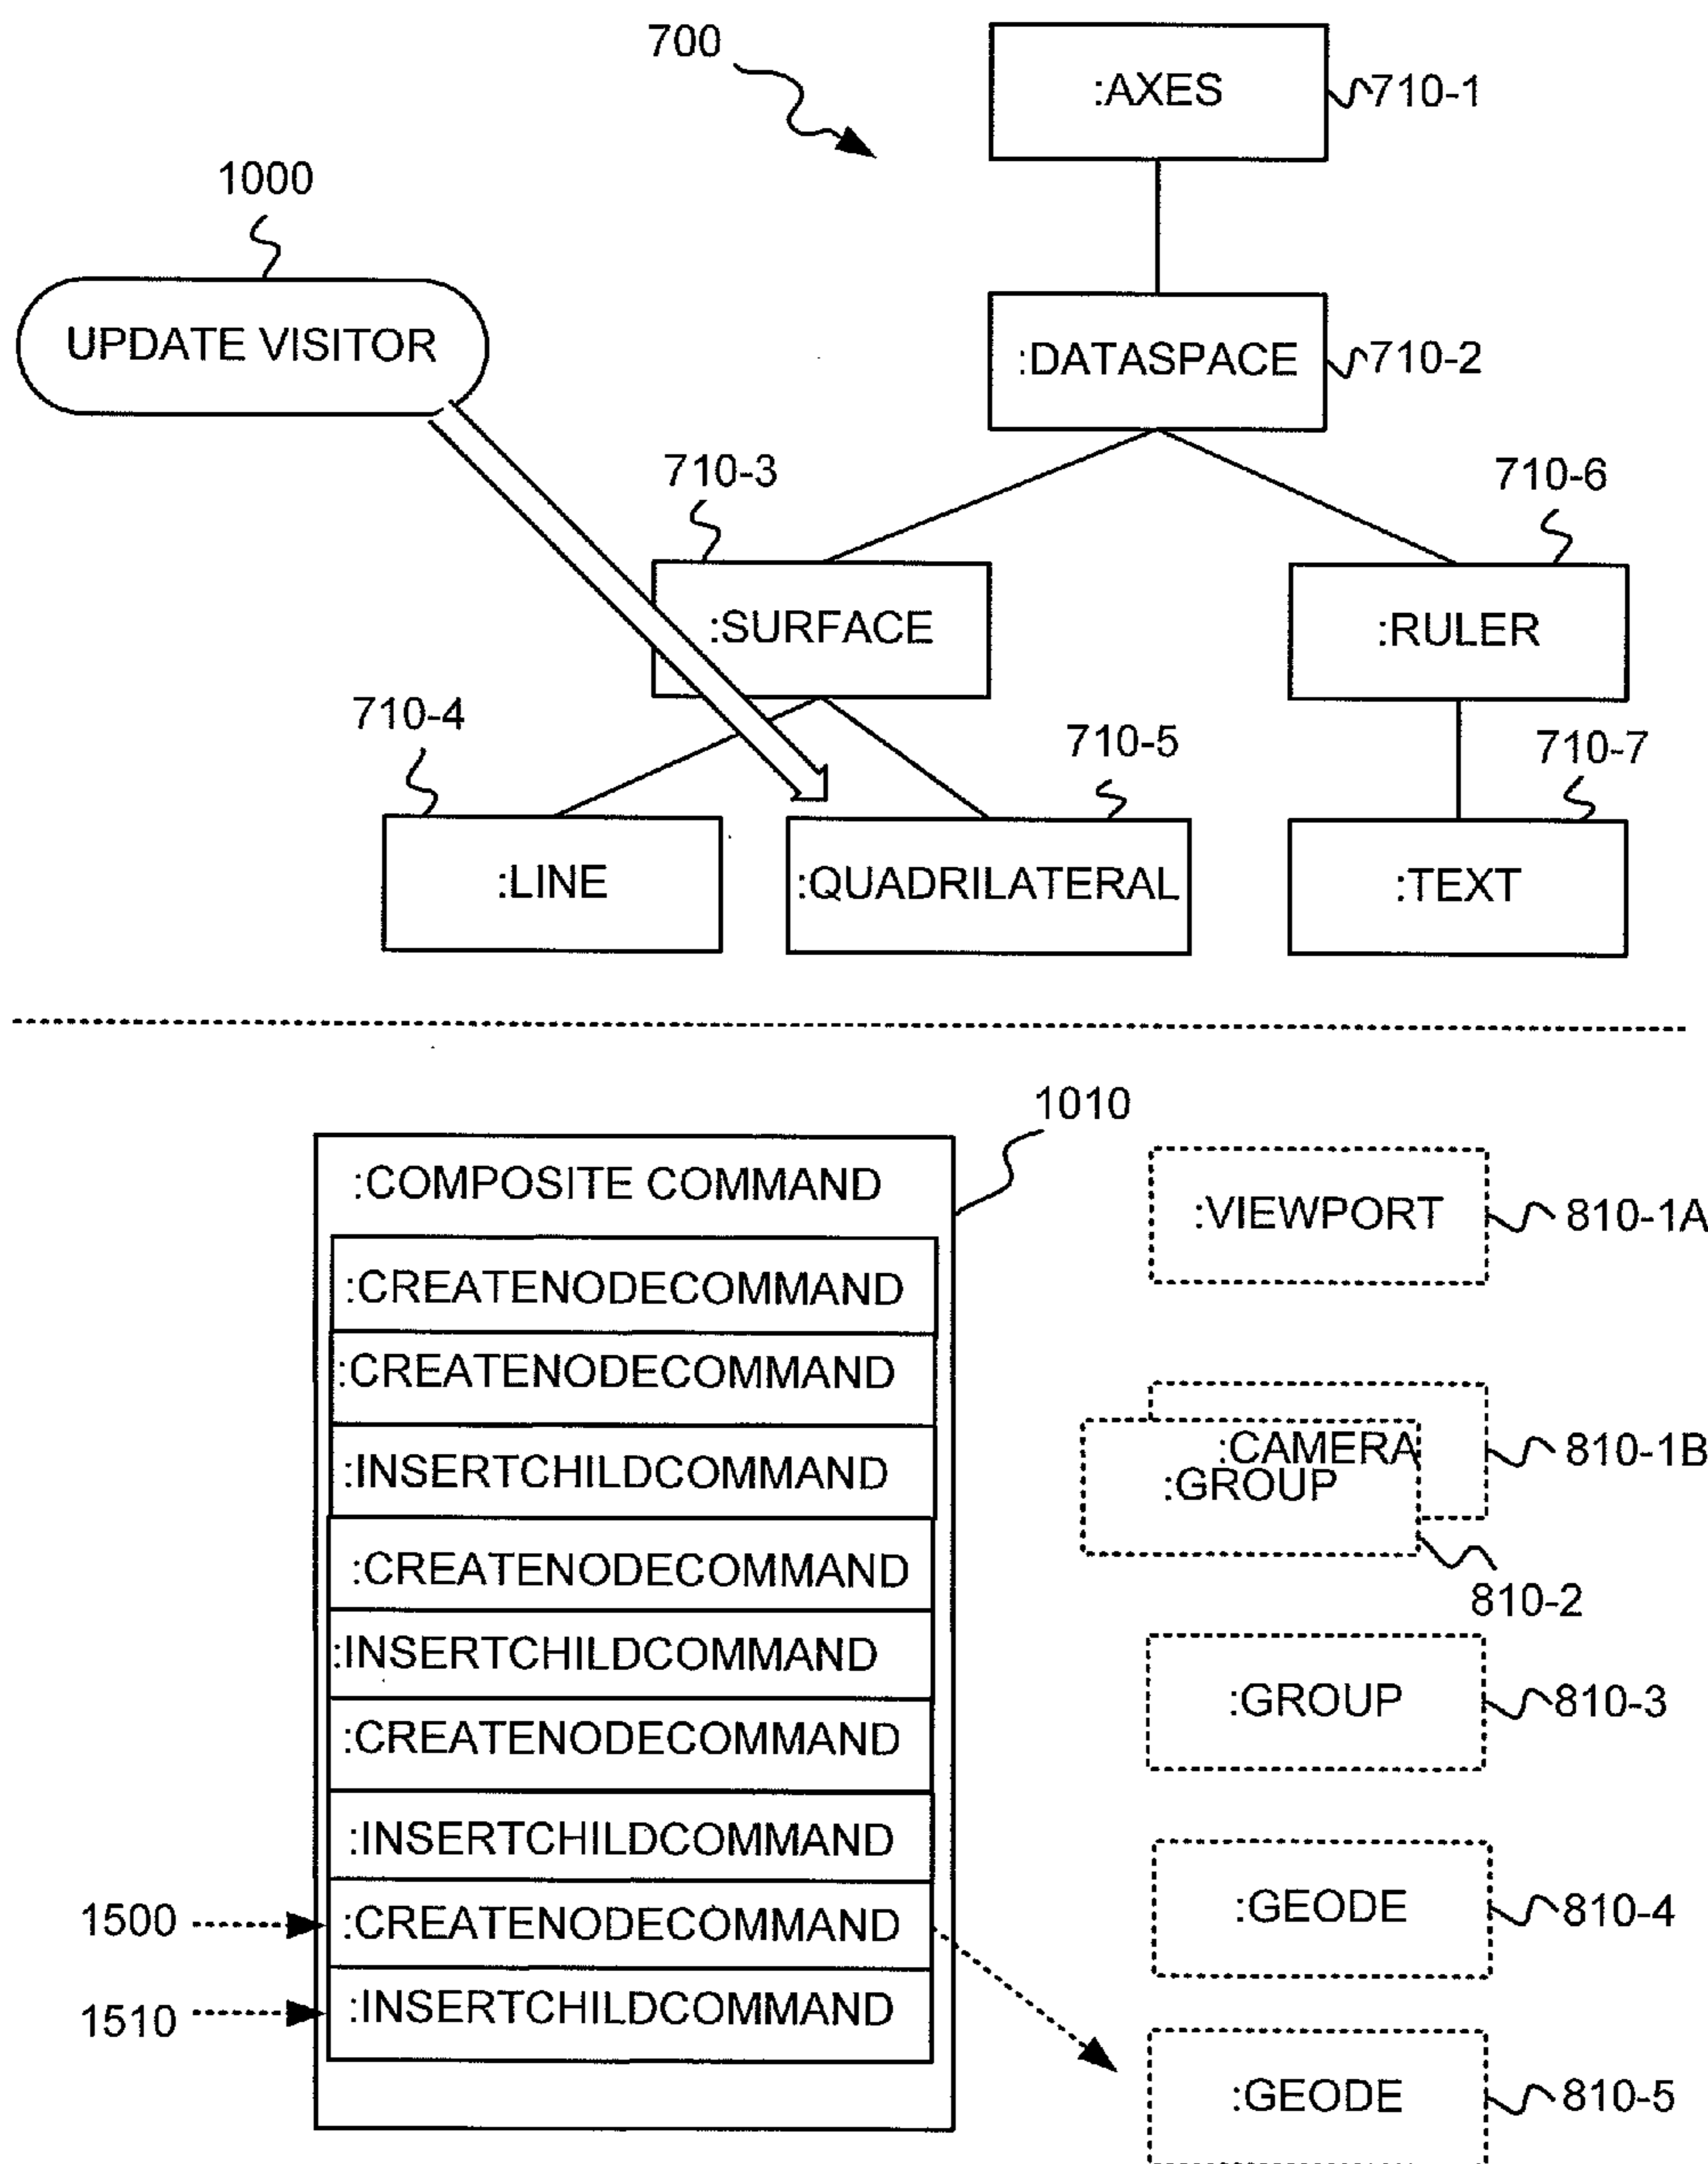 700
:AXES
710-1
1000
UPDATE VISITOR
:DATASPACE
710-2
710-3
710-6
:SURFACE
:RULER
710-4
710-5
710-7
:LINE
:QUADRILATERAL
:TEXT
1010
:COMPOSITE COMMAND
:CREATENODECOMMAND
:CREATENODECOMMAND
:INSERTCHILDCOMMAND
:CREATENODECOMMAND
:INSERTCHILDCOMMAND
:CREATENODECOMMAND
:INSERTCHILDCOMMAND
1500
:CREATENODECOMMAND
1510
:INSERTCHILDCOMMAND
:VIEWPORT
810-1A
:CAMERA
810-1B
:GROUP
810-2
:GROUP
810-3
:GEODE
810-4
:GEODE
810-5